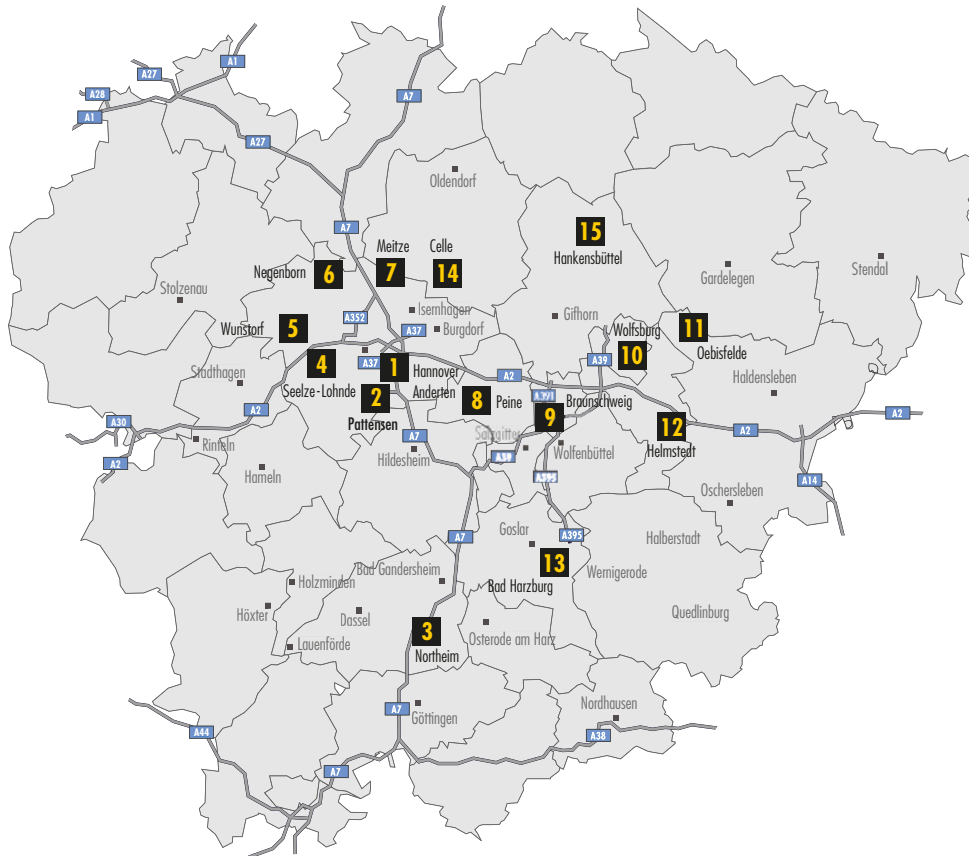 A1
A27
A28
A7
A1
A27
Oldendorf
A7
15
Meitze
Celle
Hankensbüttel
Stendal
Negenborn
6
7
14
Gardelegen
Stolzenau
Isernhagen
A352
Gifhorn
Wunstorf
5
A37
Burgdorf
Wolfsburg
11
4
A37
1
Hannover
Anderten
A39
10
Oebisfelde
Stadthagen
Seelze-Lohnde
A2
Haldensleben
2
8
Peine
A391
Braunschweig
A2
Pattensen
9
12
A2
A2
A30
Rinteln
A7
Salzgitter
Wolfenbüttel
Helmstedt
A2
Hildesheim
A39
Hameln
A395
A14
Oschersleben
Goslar
A7
A395
Halberstadt
13
Bad Gandersheim
Wernigerode
Holzminden
Bad Harzburg
Höxter
Dassel
Quedlinburg
3
Osterode am Harz
Lauenförde
Northeim
A7
Göttingen
Nordhausen
A44
A38
A7